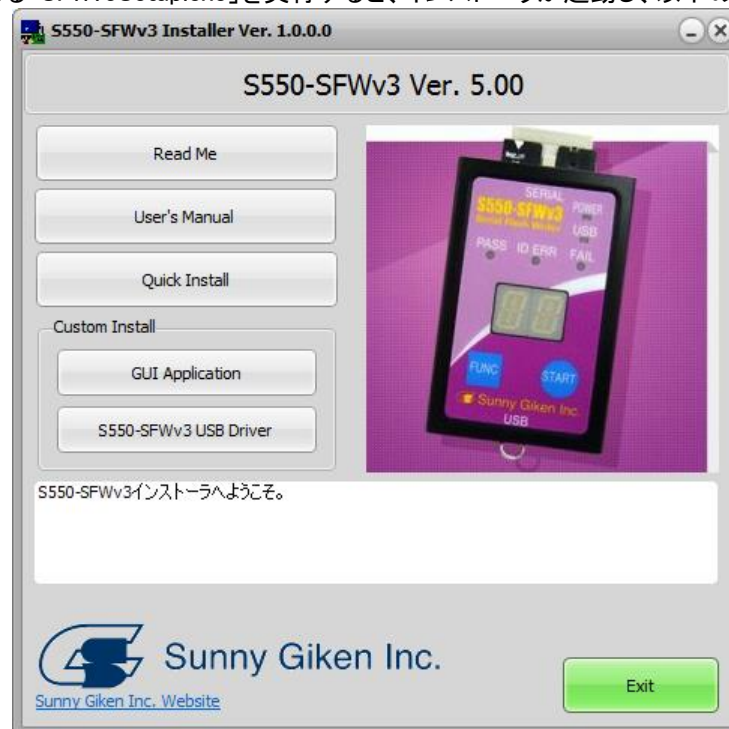 S550-SFWv3 Installer Ver. 1.0.0.0
S550-SFWv3 Ver. 5.00
Read Me
User's Manual
Quick Install
Custom Install
GUI Application
S550-SFWv3 USB Driver
SERIAL
S550-SFWv3
Serial Flash Writer
POWER
USB
PASS ID ERR FAIL
FUNC
START
Sunny Giken Inc.
USB
S550-SFWv3インストーラへようこそ。
Sunny Giken Inc.
Sunny Giken Inc. Website
Exit